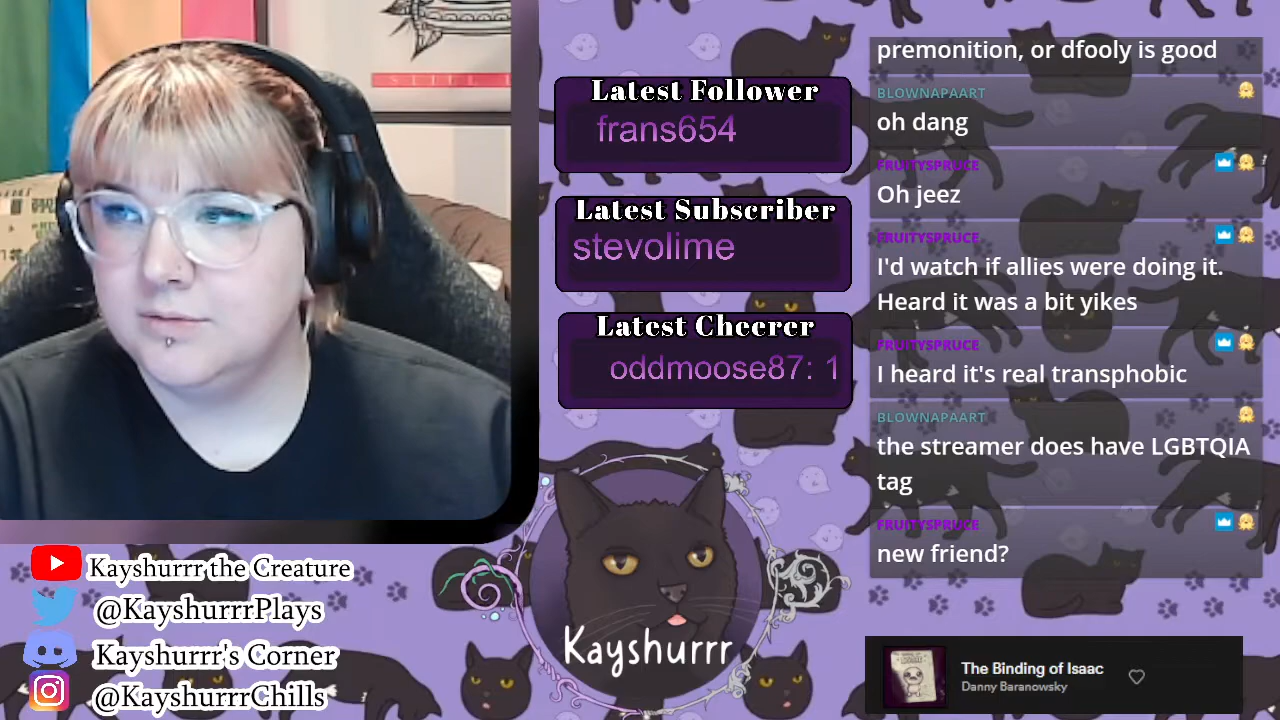 Latest Follower
frans654
Latest Subscriber
stevolime
Latest Cheerer
oddmoose87: 1
premonition, or dfooly is good
BLOWNAPAART
oh dang
FRUITYSPRUCE
Oh jeez
FRUITYSPRUCE
I'd watch if allies were doing it.
Heard it was a bit yikes
FRUITYSPRUCE
I heard it's real transphobic
BLOWNAPAART
the streamer does have LGBTQIA
tag
FRUITYSPRUCE
new friend?
Kayshurrr the Creature
@KayshurrrPlays
Kayshurrr's Corner
@KayshurrrChills
Kayshurrr
The Binding of Isaac
Danny Baranowsky